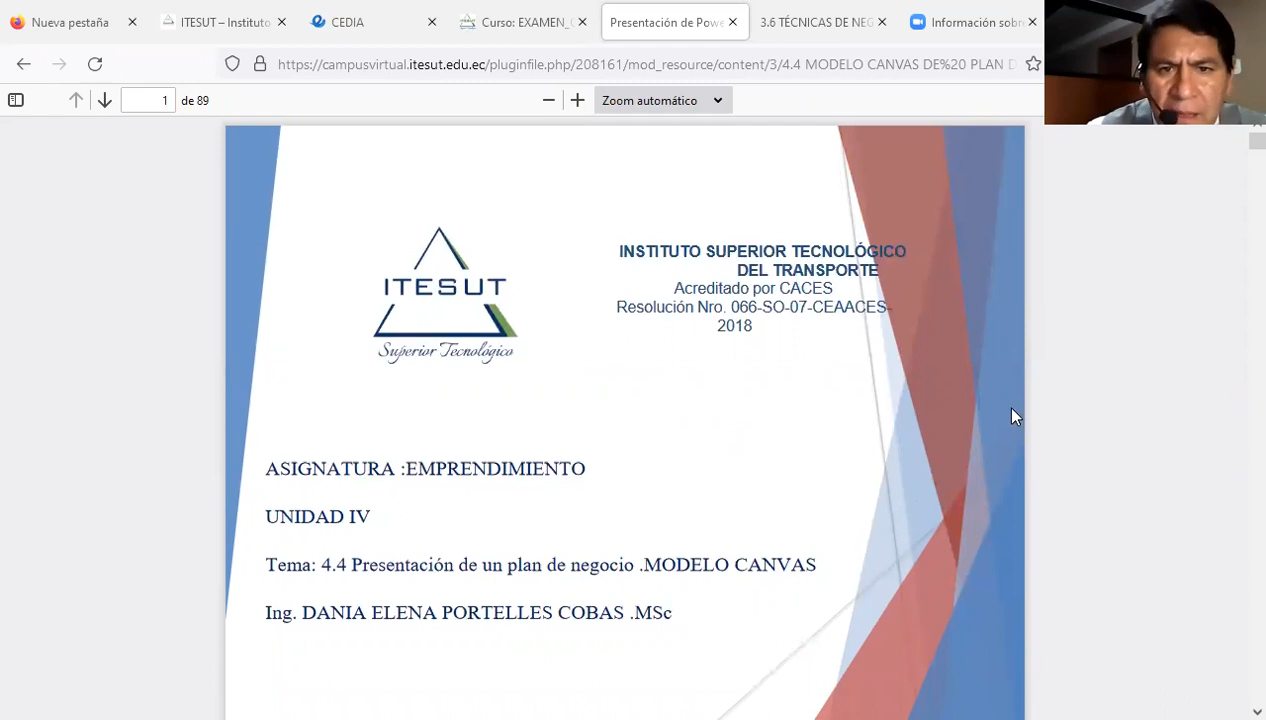 Nueva pestaña
ITESUT – Instituto
CEDIA
Curso: EXAMEN_
Presentación de Powe
3.6 TÉCNICAS DE NEG
Información sobr
https://campusvirtual.itesut.edu.ec/pluginfile.php/208161/mod_resource/content/3/4.4 MODELO CANVAS DE%20 PLAN D
1
de 89
Zoom automático
INSTITUTO SUPERIOR TECNOLÓGICO
DEL TRANSPORTE
Acreditado por CACES
Resolución Nro. 066-SO-07-CEAACES-
2018
ITESUT
Superior Tecnológico
ASIGNATURA :EMPRENDIMIENTO
UNIDAD IV
Tema: 4.4 Presentación de un plan de negocio .MODELO CANVAS
Ing. DANIA ELENA PORTELLES COBAS .MSc